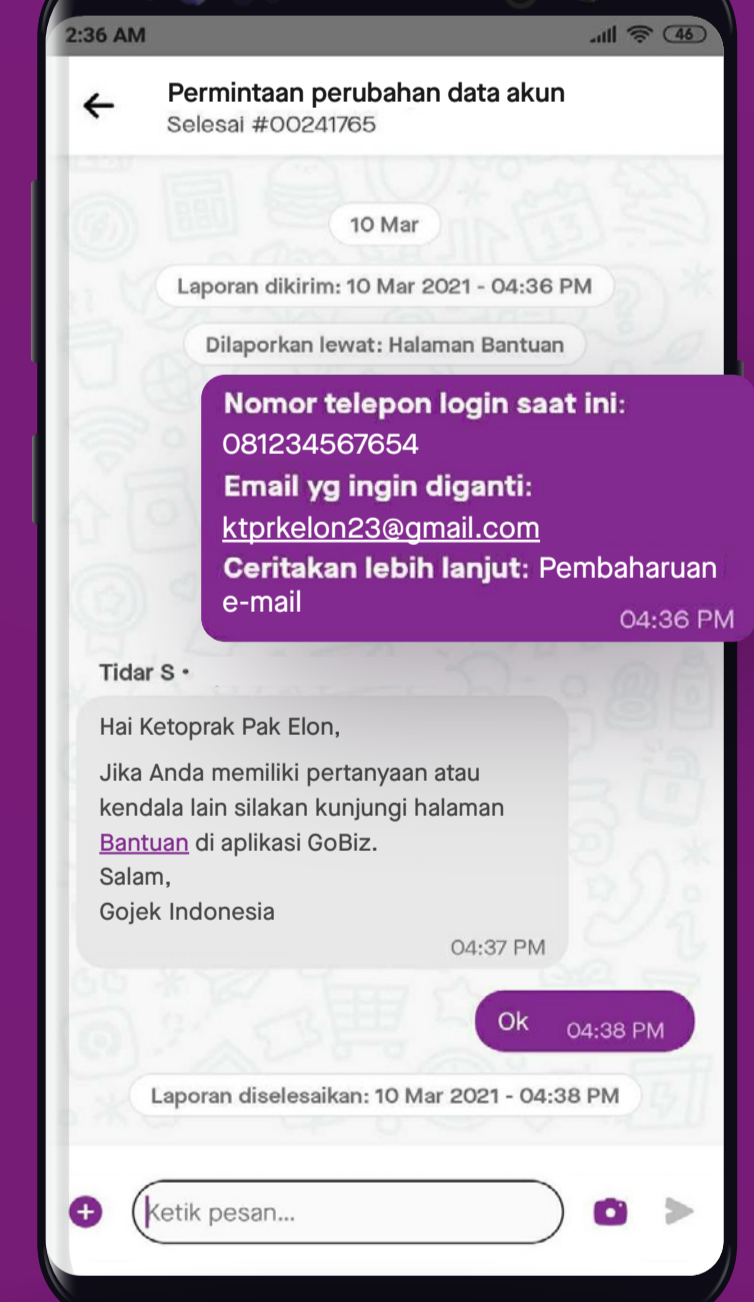 2:36 AM
46
Permintaan perubahan data akun
Selesai #00241765
10 Mar
Laporan dikirim: 10 Mar 2021 - 04:36 PM
Dilaporkan lewat: Halaman Bantuan
Nomor telepon login saat ini:
081234567654
Email yg ingin diganti:
ktprkelon23@gmail.com
Ceritakan lebih lanjut: Pembaharuan
e-mail
04:36 PM
Tidar S •
Hai Ketoprak Pak Elon,
Jika Anda memiliki pertanyaan atau
kendala lain silakan kunjungi halaman
Bantuan di aplikasi GoBiz.
Salam,
Gojek Indonesia
04:37 PM
Ok 04:38 PM
Laporan diselesaikan: 10 Mar 2021 - 04:38 PM
Ketik pesan...